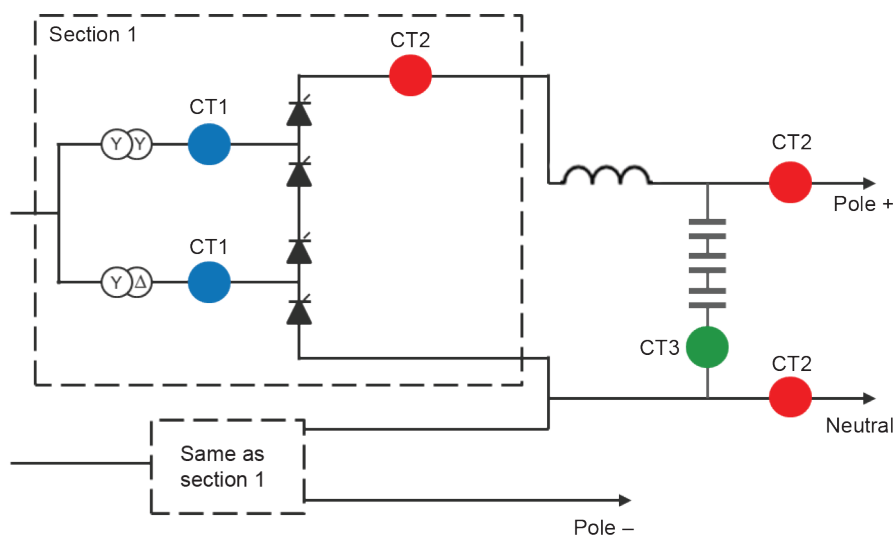 Section 1
CT2
CT1
Y Y
CT2
Pole +
CT1
Y Δ
CT3
CT2
Neutral
Same as
section 1
Pole –